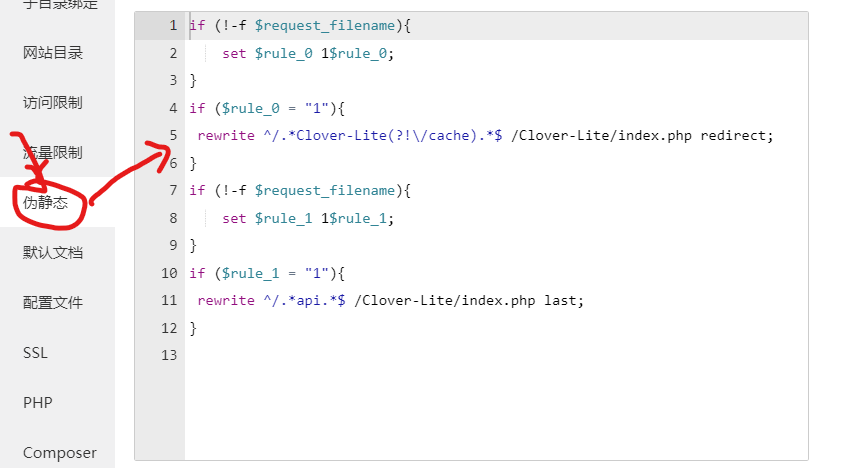 子目录绑定
网站目录
访问限制
流量限制
伪静态
默认文档
配置文件
SSL
PHP
Composer
1 if (!-f $request_filename){
2 set $rule_0 1$rule_0;
3 }
4 if ($rule_0 = "1"){
5 rewrite ^/.*Clover-Lite(?!\/cache).*$ /Clover-Lite/index.php redirect;
6 }
7 if (!-f $request_filename){
8 set $rule_1 1$rule_1;
9 }
10 if ($rule_1 = "1"){
11 rewrite ^/.*api.*$ /Clover-Lite/index.php last;
12 }
13